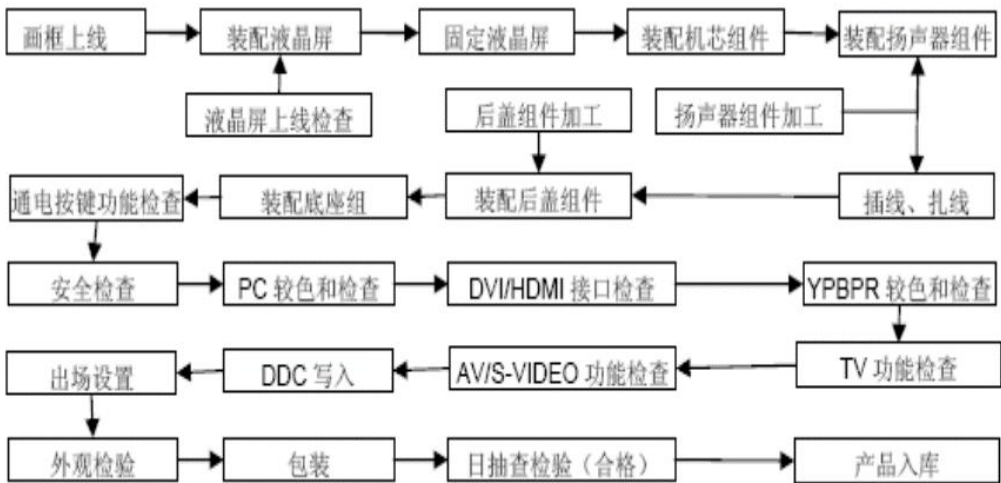 画框上线
装配液晶屏
固定液晶屏
装配机芯组件
装配扬声器组件
液晶屏上线检查
后盖组件加工
扬声器组件加工
通电按键功能检查
装配底座组
装配后盖组件
插线、扎线
安全检查
PC 较色和检查
DVI/HDMI 接口检查
YPBPR 较色和检查
出场设置
DDC 写入
AV/S-VIDEO 功能检查
TV 功能检查
外观检验
包装
日抽查检验（合格）
产品入库